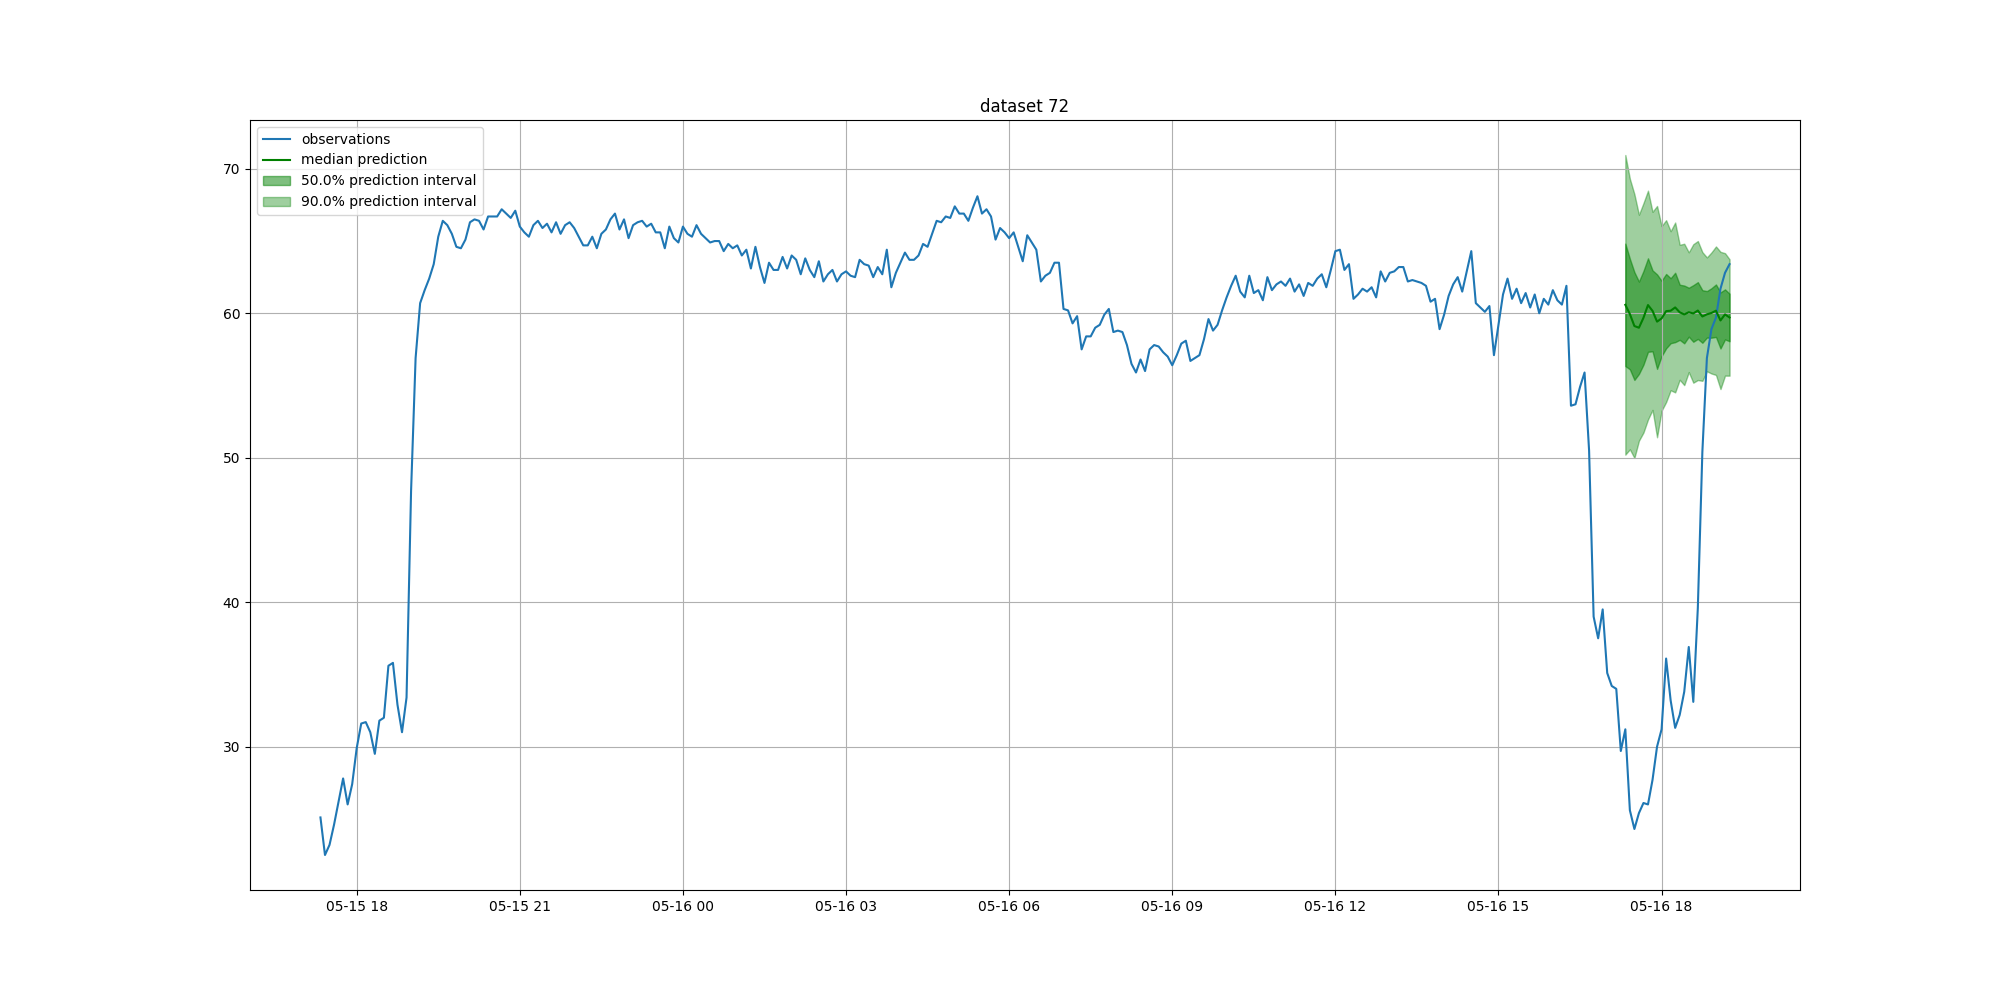 dataset 72
observations
median prediction
50.0% prediction interval
90.0% prediction interval
70
60
50
40
30
05-15 18
05-15 21
05-16 00
05-16 03
05-16 06
05-16 09
05-16 12
05-16 15
05-16 18